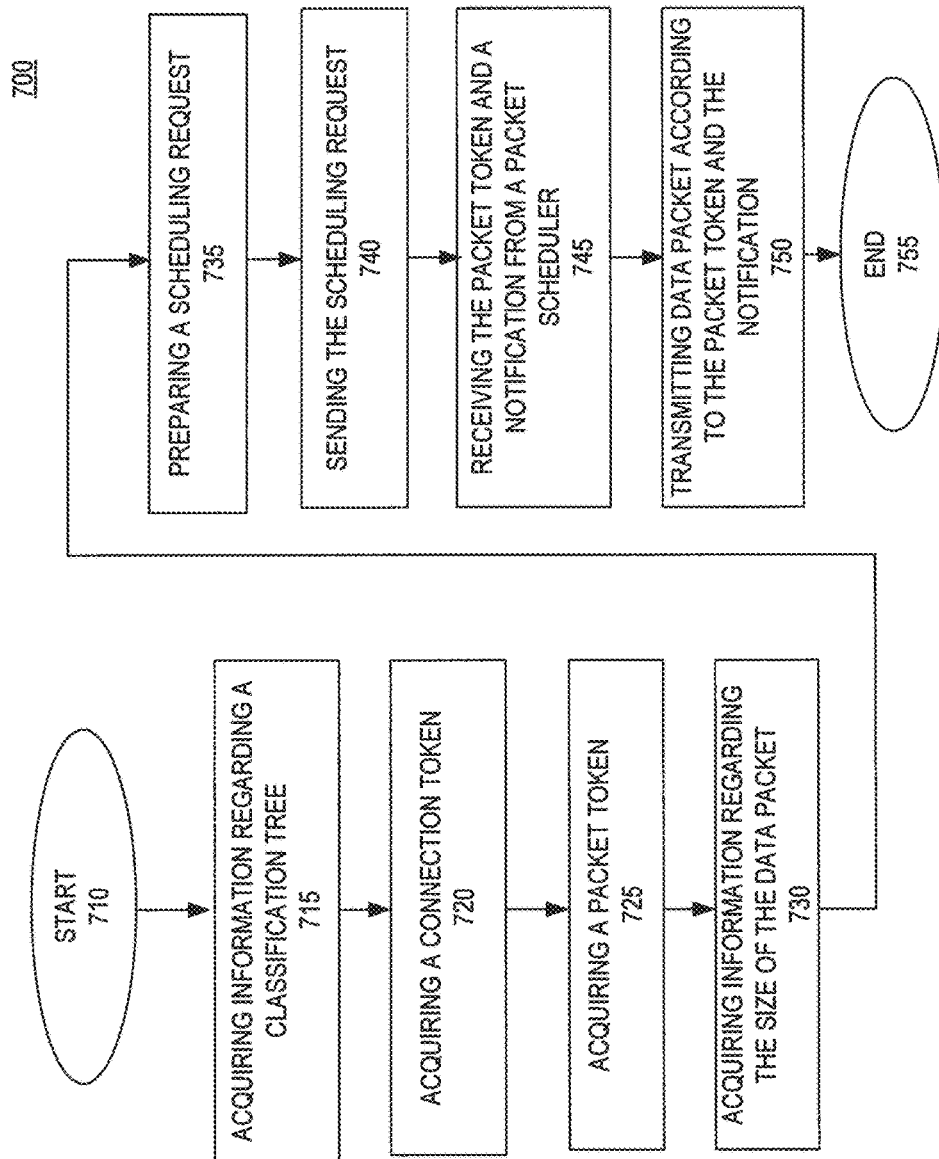 700
START
710
ACQUIRING INFORMATION REGARDING A
CLASSIFICATION TREE
715
ACQUIRING A CONNECTION TOKEN
720
ACQUIRING A PACKET TOKEN
725
ACQUIRING INFORMATION REGARDING
THE SIZE OF THE DATA PACKET
730
PREPARING A SCHEDULING REQUEST
735
SENDING THE SCHEDULING REQUEST
740
RECEIVING THE PACKET TOKEN AND A
NOTIFICATION FROM A PACKET
SCHEDULER
745
TRANSMITTING DATA PACKET ACCORDING
TO THE PACKET TOKEN AND THE
NOTIFICATION
750
END
755